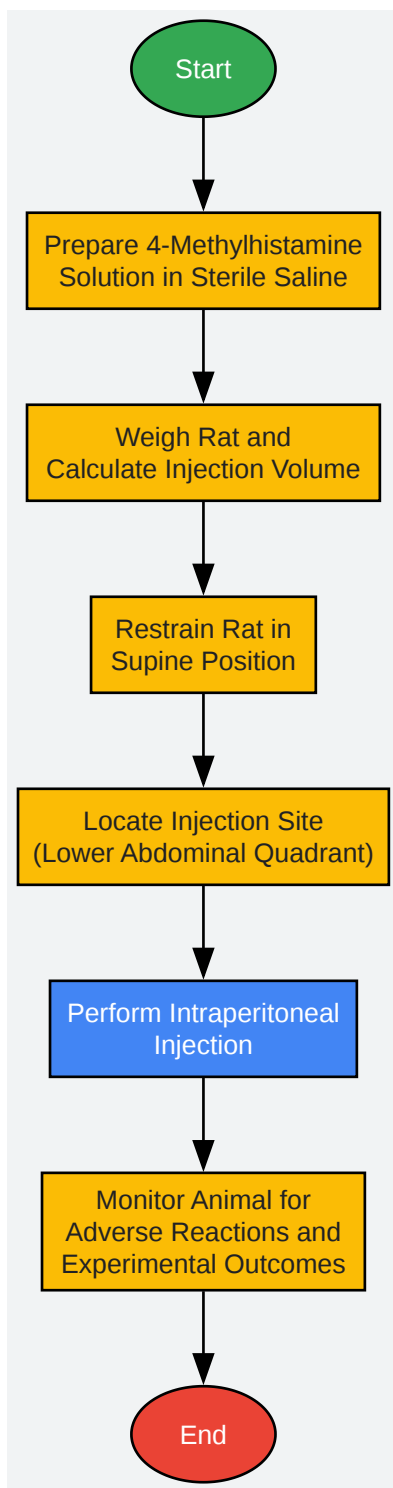 Start
Prepare 4-Methylhistamine
Solution in Sterile Saline
Weigh Rat and
Calculate Injection Volume
Restrain Rat in
Supine Position
Locate Injection Site
(Lower Abdominal Quadrant)
Perform Intraperitoneal
Injection
Monitor Animal for
Adverse Reactions and
Experimental Outcomes
End